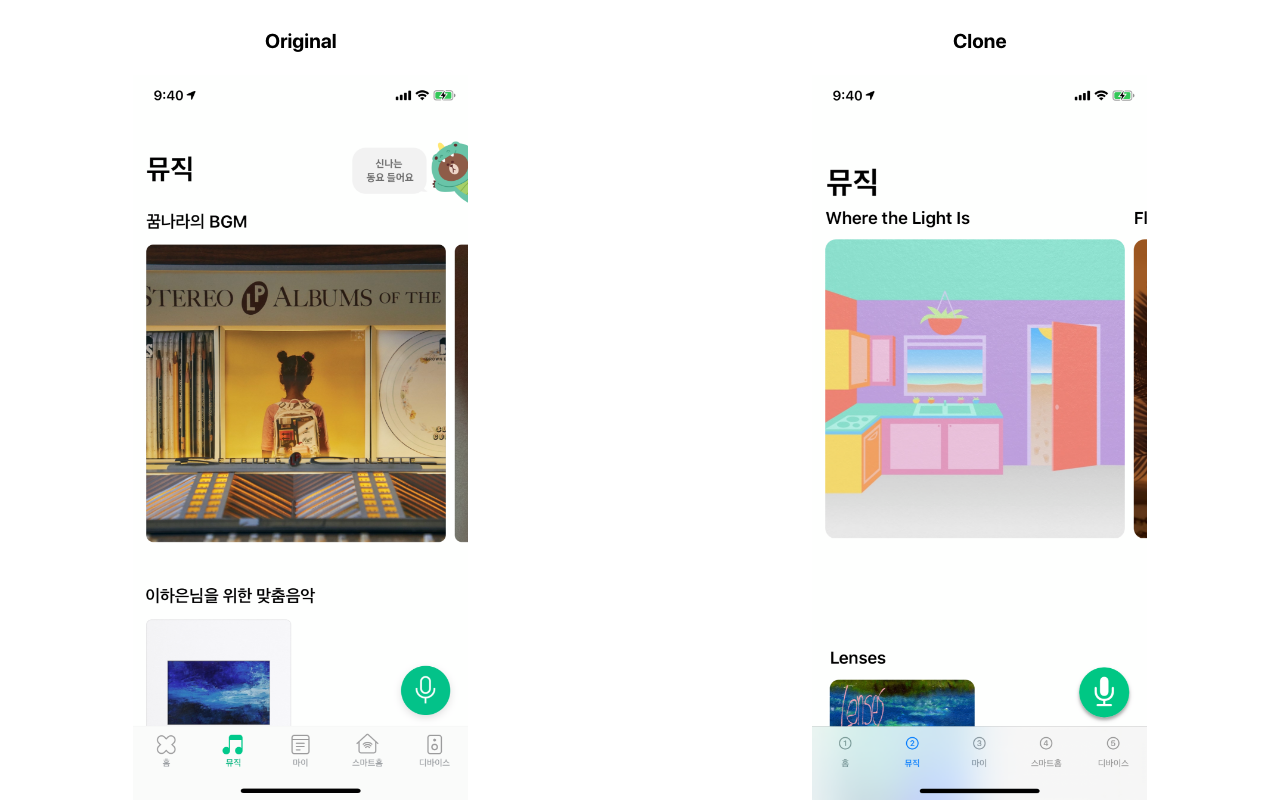 Original
9:40
뮤직
신나는
동요 들어요
꿈나라의 BGM
STEREO LP ALBUMS OF THE
이하은님을 위한 맞춤음악
홈
뮤직
마이
스마트홈
디바이스
Clone
9:40
뮤직
Where the Light Is
Fl
Lenses
Lenses
1
2
3
4
5
홈
뮤직
마이
스마트홈
디바이스